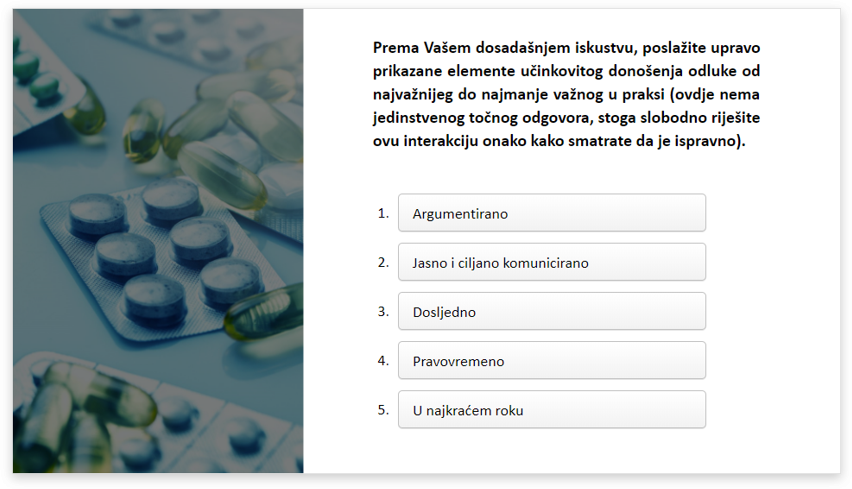 Prema Vašem dosadašnjem iskustvu, poslažite upravo
prikazane elemente učinkovitog donošenja odluke od
najvažnijeg do najmanje važnog u praksi (ovdje nema
jedinstvenog točnog odgovora, stoga slobodno riješite
ovu interakciju onako kako smatrate da je ispravno).
1. Argumentirano
2. Jasno i ciljano komunicirano
3. Dosljedno
4. Pravovremeno
5. U najkraćem roku